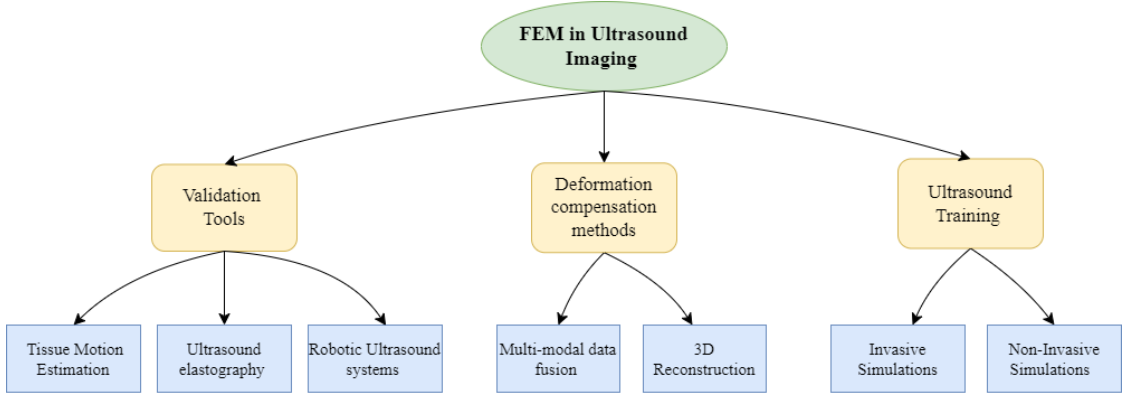 FEM in Ultrasound
Imaging
Validation
Tools
Deformation
compensation
methods
Ultrasound
Training
Tissue Motion
Estimation
Ultrasound
elastography
Robotic Ultrasound
systems
Multi-modal data
fusion
3D
Reconstruction
Invasive
Simulations
Non-Invasive
Simulations